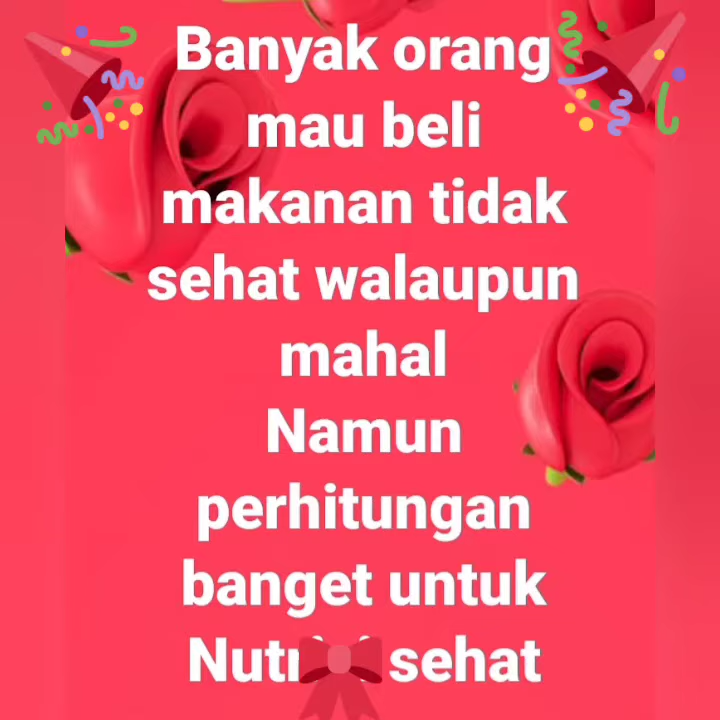 Banyak orang
mau beli
makanan tidak
sehat walaupun
mahal
Namun
perhitungan
banget untuk
sehat